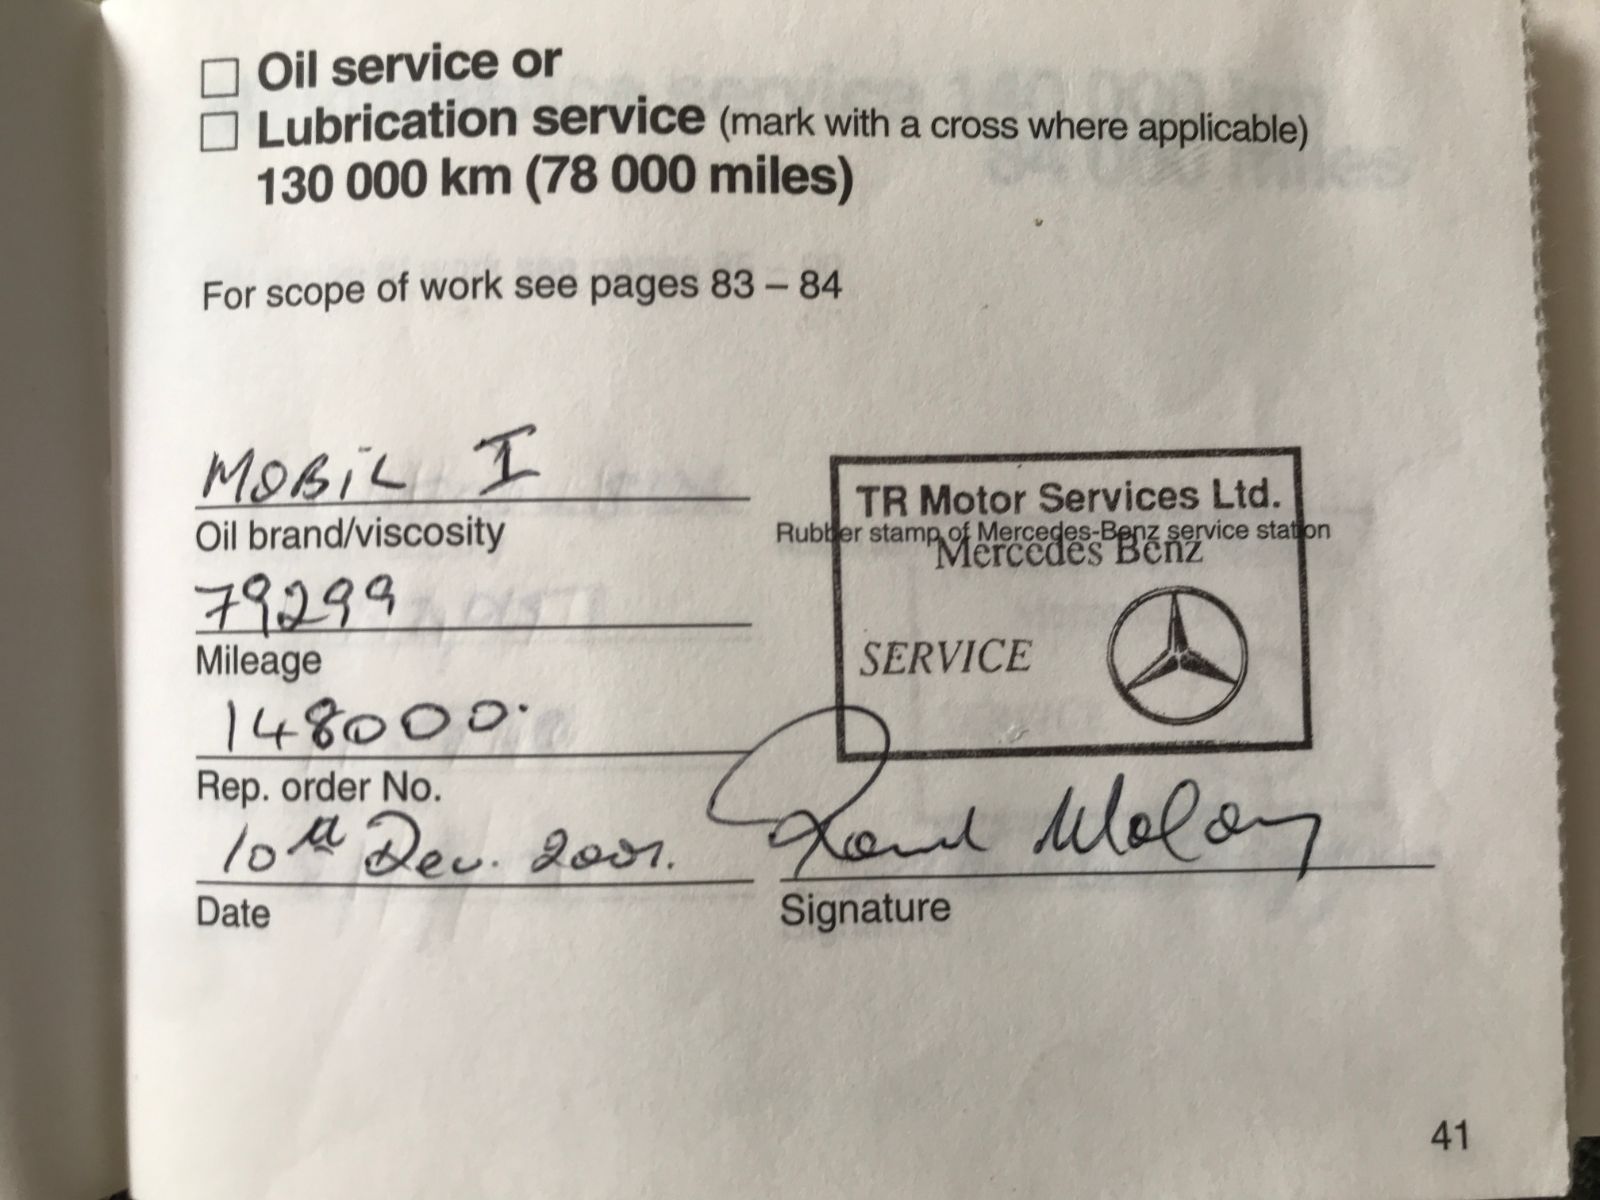 Oil service or
Lubrication service (mark with a cross where applicable)
130 000 km (78 000 miles)
For scope of work see pages 83 – 84
MOBIL I
Oil brand/viscosity
79299
Mileage
148000.
Rep. order No.
10th Dec. 2001.
Date
TR Motor Services Ltd.
Rubber stamp of Mercedes-Benz service station
Mercedes Benz
SERVICE
Signature
41